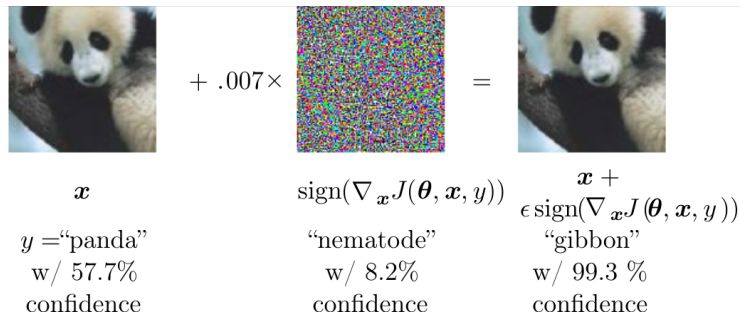 + .007× =
x
sign(∇ₓJ(θ, x, y))
x +
ϵ sign(∇ₓJ(θ, x, y))
y =“panda”
“nematode”
“gibbon”
w/ 57.7%
w/ 8.2%
w/ 99.3 %
confidence
confidence
confidence